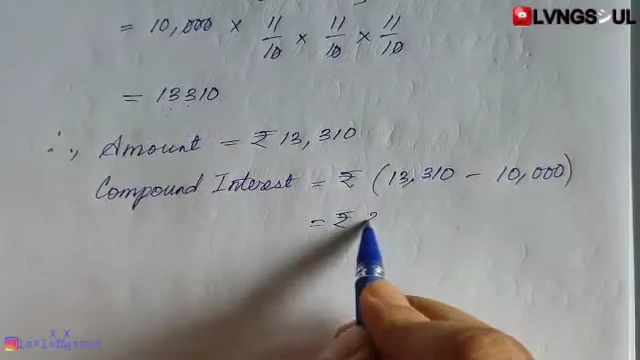 LVNGSOUL
= 10,000 × 11/10 × 11/10 × 11/10
= 13310
∴, Amount = ₹ 13,310
Compound Interest = ₹ (13,310 - 10,000)
= ₹